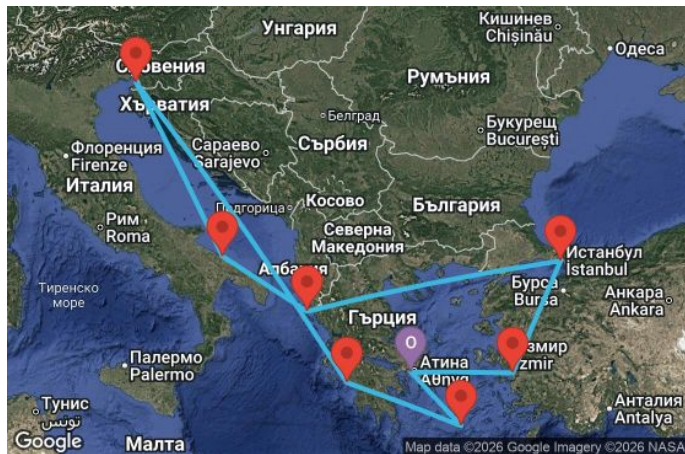 Унгария
Кишинев
Chișinău
Одеса
Словения
Хърватия
Румъния
Белград
Букурещ
București
Флоренция
Firenze
Сараево
Sarajevo
Сърбия
Италия
Косово
България
Рим
Roma
Подгорица
Северна
Македония
Албания
Истанбул
İstanbul
Бурса
Bursa
Анкара
Ankara
Тиренско
море
Гърция
O
Атина
Αθήνα
Измир
Izmir
Палермо
Palermo
Тунис
تونس
Анталия
Antalya
Малта
Google
Map data ©2026 Google Imagery ©2026 NASA